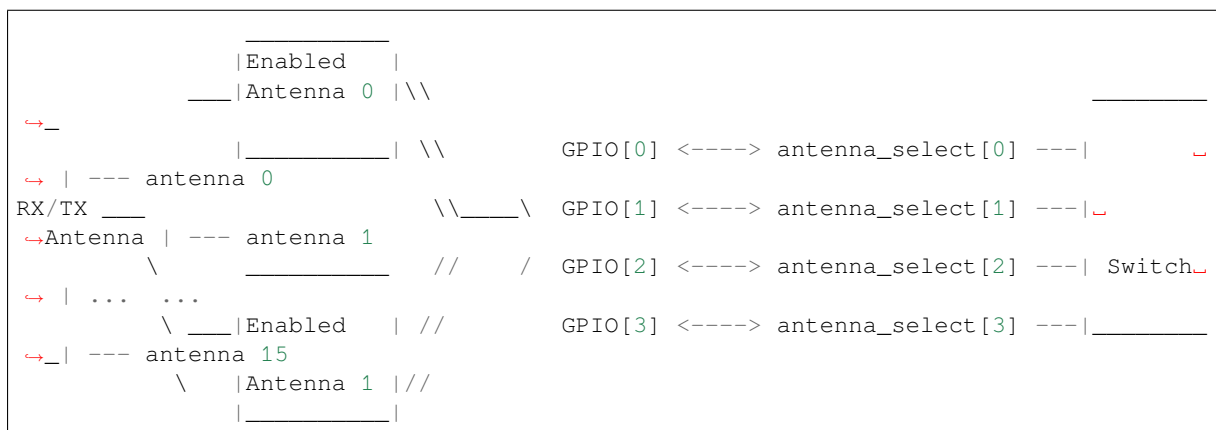 __________
                   |Enabled   |
               ___|Antenna 0 |\\                                               ________
↪_
                   |__________| \\        GPIO[0] <----> antenna_select[0] ---|       ␣
↪ | --- antenna 0
RX/TX ___                        \\____\  GPIO[1] <----> antenna_select[1] ---|␣
↪Antenna | --- antenna 1
         \          __________   //    /  GPIO[2] <----> antenna_select[2] ---| Switch␣
↪ | ... ...
          \ ___|Enabled   | //        GPIO[3] <----> antenna_select[3] ---|________
↪_| --- antenna 15
           \   |Antenna 1 |//
               |__________|